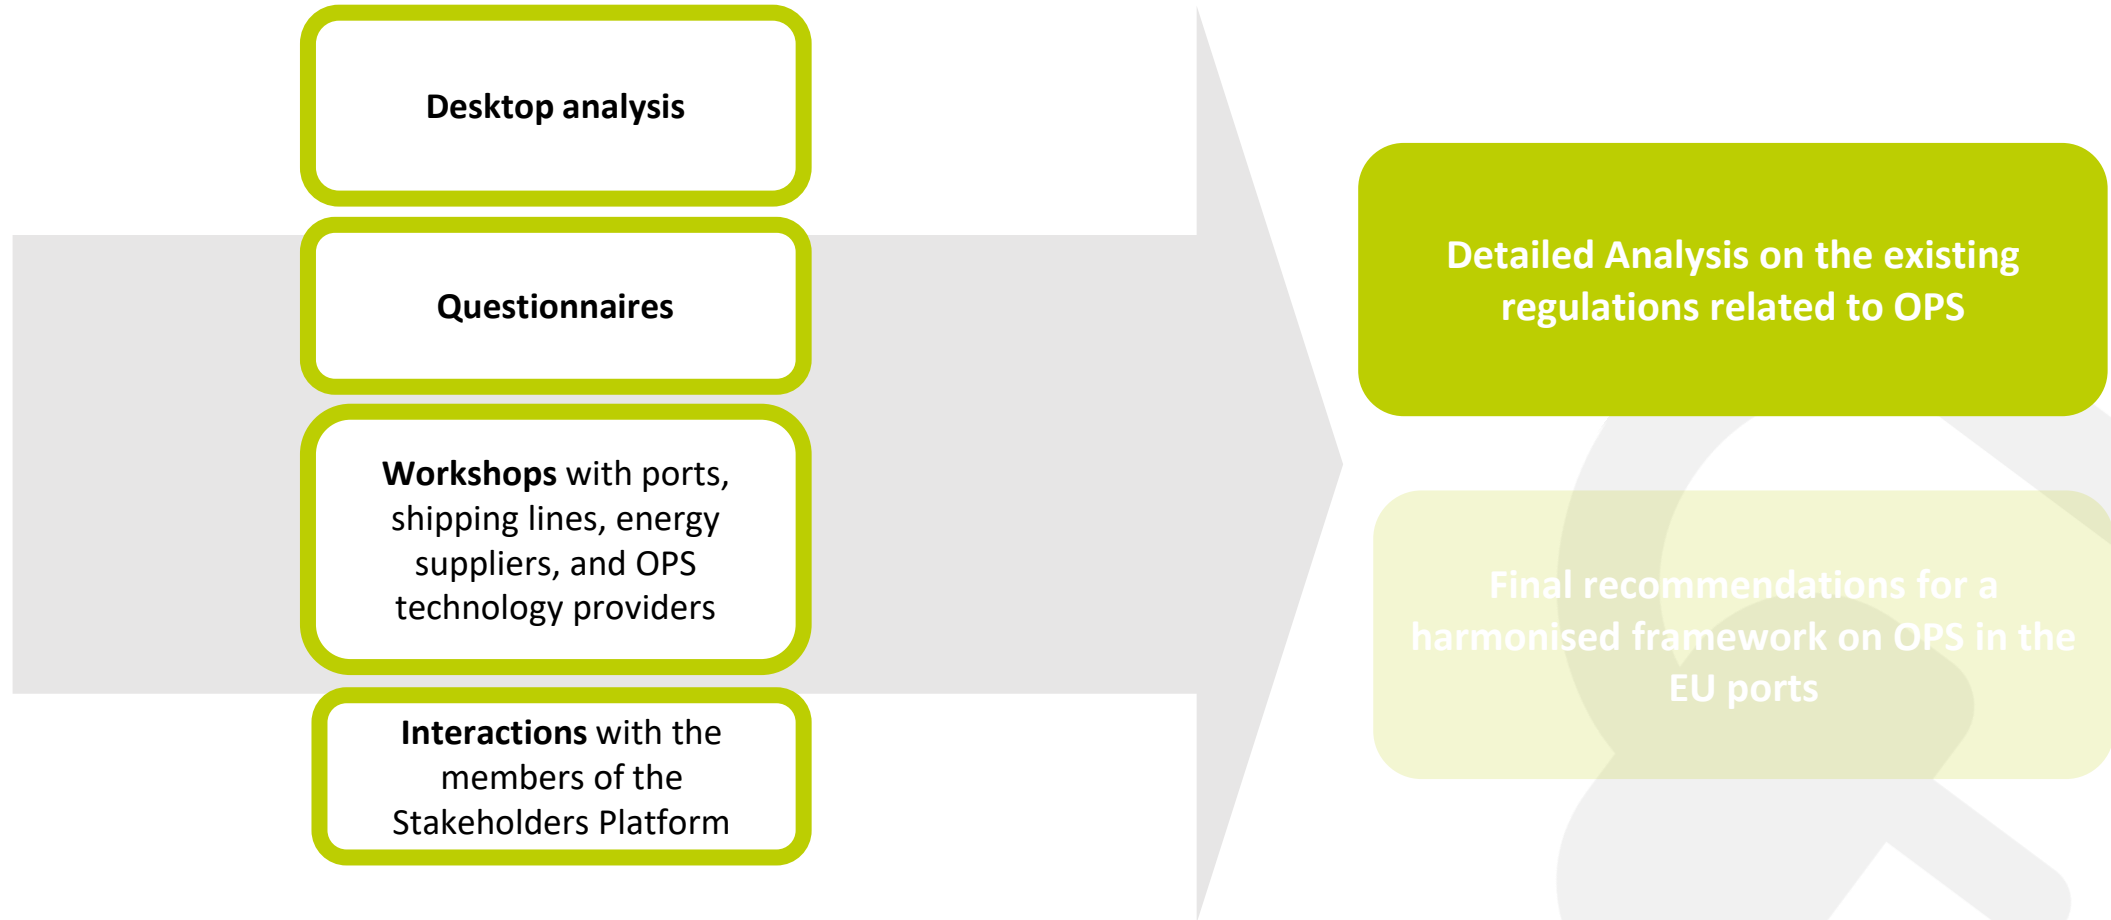 Desktop analysis
Questionnaires
Workshops with ports,
shipping lines, energy
suppliers, and OPS
technology providers
Interactions with the
members of the
Stakeholders Platform
Detailed Analysis on the existing
regulations related to OPS
Final recommendations for a
harmonised framework on OPS in the
EU ports